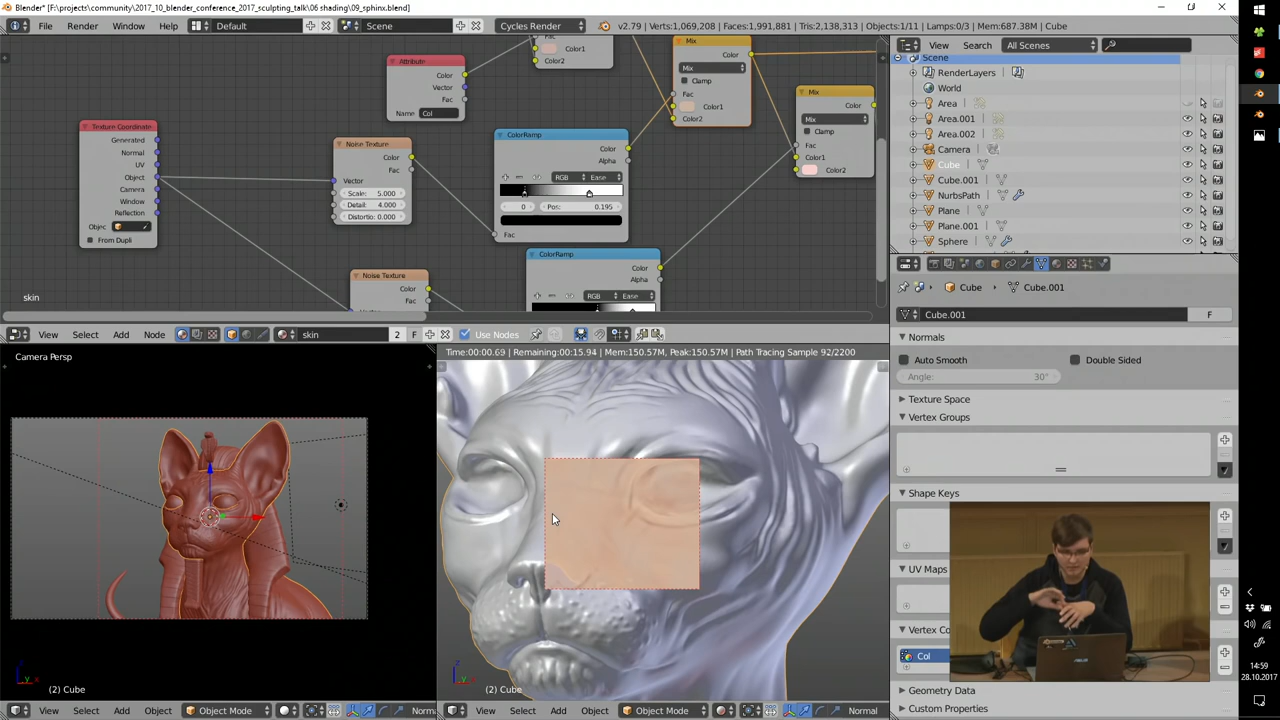 Blender* [F:\projects\community\2017_10_blender_conference_2017_sculpting_talk\06 shading\09_sphinx.blend]
File Render Window Help Default Scene Cycles Render v2.79 | Verts:1,069,208 | Faces:1,991,881 | Tris:2,138,313 | Objects:1/11 | Lamps:0/3 | Mem:687.38M | Cube
View Search All Scenes
Scene
RenderLayers
World
Area
Area.001
Area.002
Camera
Cube
Cube.001
NurbsPath
Plane
Plane.001
Sphere
Fac
Color1
Color2
Attribute
Color
Vector
Fac
Name Col
Mix
Color
Mix
Clamp
Fac
Color1
Color2
Mix
Color
Mix
Clamp
Fac
Color1
Color2
Texture Coordinate
Generated
Normal
UV
Object
Camera
Window
Reflection
Objec
From Dupli
Noise Texture
Color
Fac
Vector
Scale: 5.000
Detail: 4.000
Distortio: 0.000
ColorRamp
Color
Alpha
RGB Ease
0 Pos: 0.195
Fac
Noise Texture
Color
Fac
ColorRamp
Color
Alpha
RGB Ease
skin
View Select Add Node skin 2 F Use Nodes
Camera Persp
(2) Cube
View Select Add Object Object Mode Norm
Time:00:00.69 | Remaining:00:15.94 | Mem:150.57M, Peak:150.57M | Path Tracing Sample 92/2200
(2) Cube
View Select Add Object Object Mode Normal
Cube Cube.001
Cube.001 F
Normals
Auto Smooth Double Sided
Angle: 30°
Texture Space
Vertex Groups
Shape Keys
UV Maps
Vertex Co
Col
Geometry Data
Custom Properties
ASUS
14:59
28.10.2017